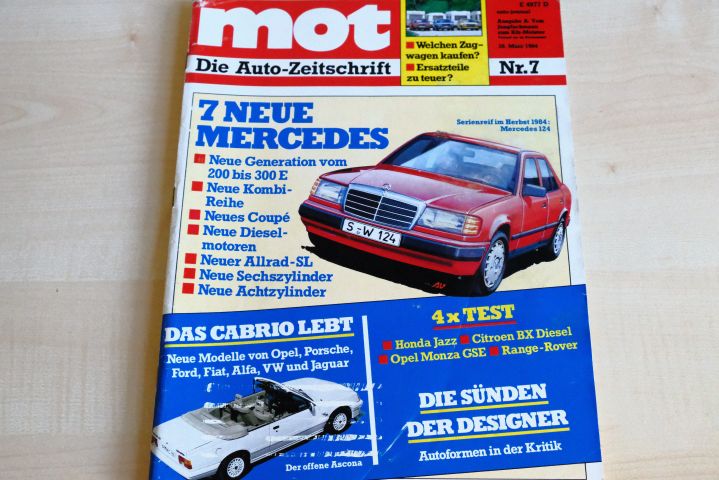 mot
Die Auto-Zeitschrift
Welchen Zug-
wagen kaufen?
Ersatzteile
zu teuer?
E 4977 D
Nr.7
7 NEUE
MERCEDES
Neue Generation vom
200 bis 300 E
Neue Kombi-
Reihe
Neues Coupé
Neue Diesel-
motoren
Neuer Allrad-SL
Neue Sechszylinder
Neue Achtzylinder
Serienreif im Herbst 1984:
Mercedes 124
S-W 124
DAS CABRIO LEBT
Neue Modelle von Opel, Porsche,
Ford, Fiat, Alfa, VW und Jaguar
Der offene Ascona
4 x TEST
Honda Jazz Citroen BX Diesel
Opel Monza GSE Range-Rover
DIE SÜNDEN
DER DESIGNER
Autoformen in der Kritik